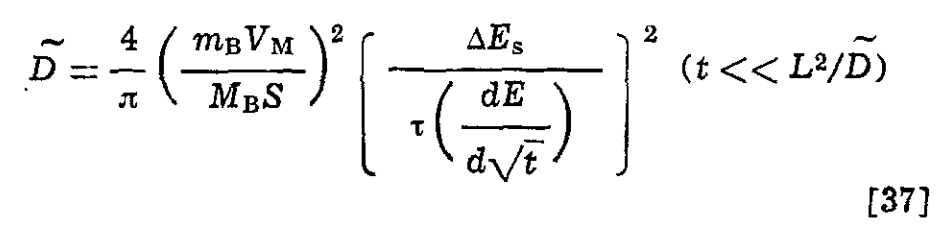 D̃ = 4/π ( m_B V_M / M_B S )² [ ΔE_s / τ ( dE / d√t ) ]² (t << L²/D̃)
[37]